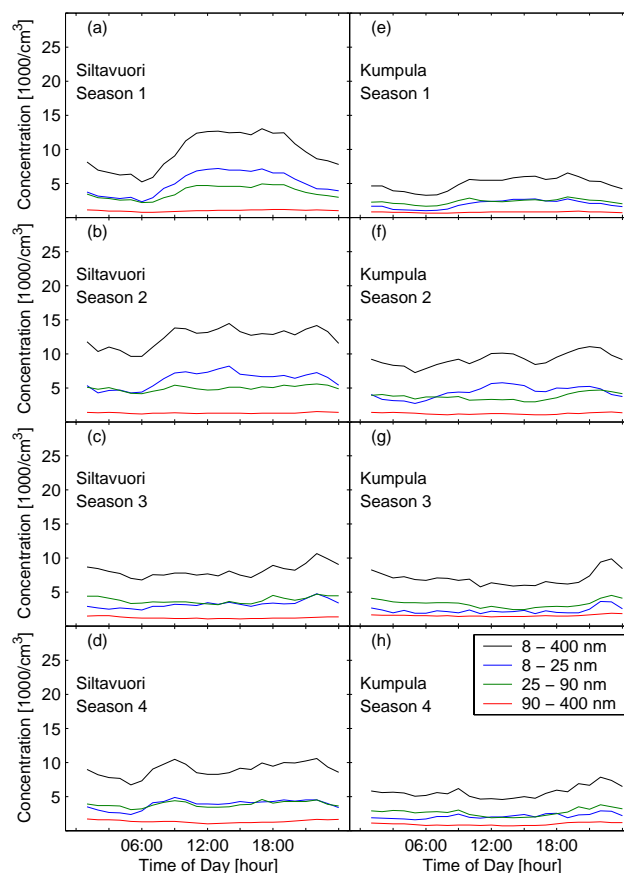 (a)
Siltavuori
Season 1
25
20
15
10
5
Concentration [1000/cm³]
(e)
Kumpula
Season 1
(b)
Siltavuori
Season 2
25
20
15
10
5
Concentration [1000/cm³]
(f)
Kumpula
Season 2
(c)
Siltavuori
Season 3
25
20
15
10
5
Concentration [1000/cm³]
(g)
Kumpula
Season 3
(d)
Siltavuori
Season 4
25
20
15
10
5
Concentration [1000/cm³]
06:00 12:00 18:00
Time of Day [hour]
(h)
Kumpula
Season 4
8 − 400 nm
8 − 25 nm
25 − 90 nm
90 − 400 nm
06:00 12:00 18:00
Time of Day [hour]